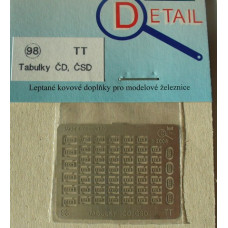 DETAIL
98 TT
Tabulky ČD, ČSD
Leptané kovové doplňky pro modelové železnice